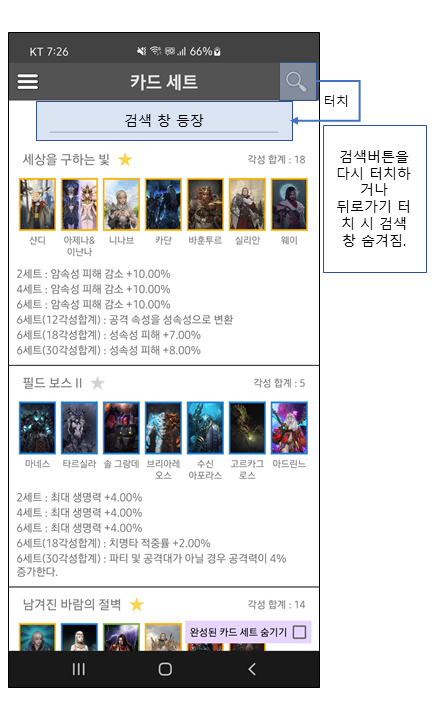 KT 7:26 66%
카드 세트
터치
검색 창 등장
검색버튼을
다시 터치하
거나
뒤로가기 터
치 시 검색
창 숨겨짐.
세상을 구하는 빛 각성 합계 : 18
샨디 아제나& 니나브 카단 바훈투르 실리안 웨이
이난나
2세트 : 암속성 피해 감소 +10.00%
4세트 : 암속성 피해 감소 +10.00%
6세트 : 암속성 피해 감소 +10.00%
6세트(12각성합계) : 공격 속성을 성속성으로 변환
6세트(18각성합계) : 성속성 피해 +7.00%
6세트(30각성합계) : 성속성 피해 +8.00%
필드 보스 II 각성 합계 : 5
마네스 타르실라 솔 그랑데 브리아레 수신 고르카그 아드린느
오스 아포라스 로스
2세트 : 최대 생명력 +4.00%
4세트 : 최대 생명력 +4.00%
6세트 : 최대 생명력 +4.00%
6세트(18각성합계) : 치명타 적중률 +2.00%
6세트(30각성합계) : 파티 및 공격대가 아닐 경우 공격력이 4%
증가한다.
남겨진 바람의 절벽 각성 합계 : 14
완성된 카드 세트 숨기기